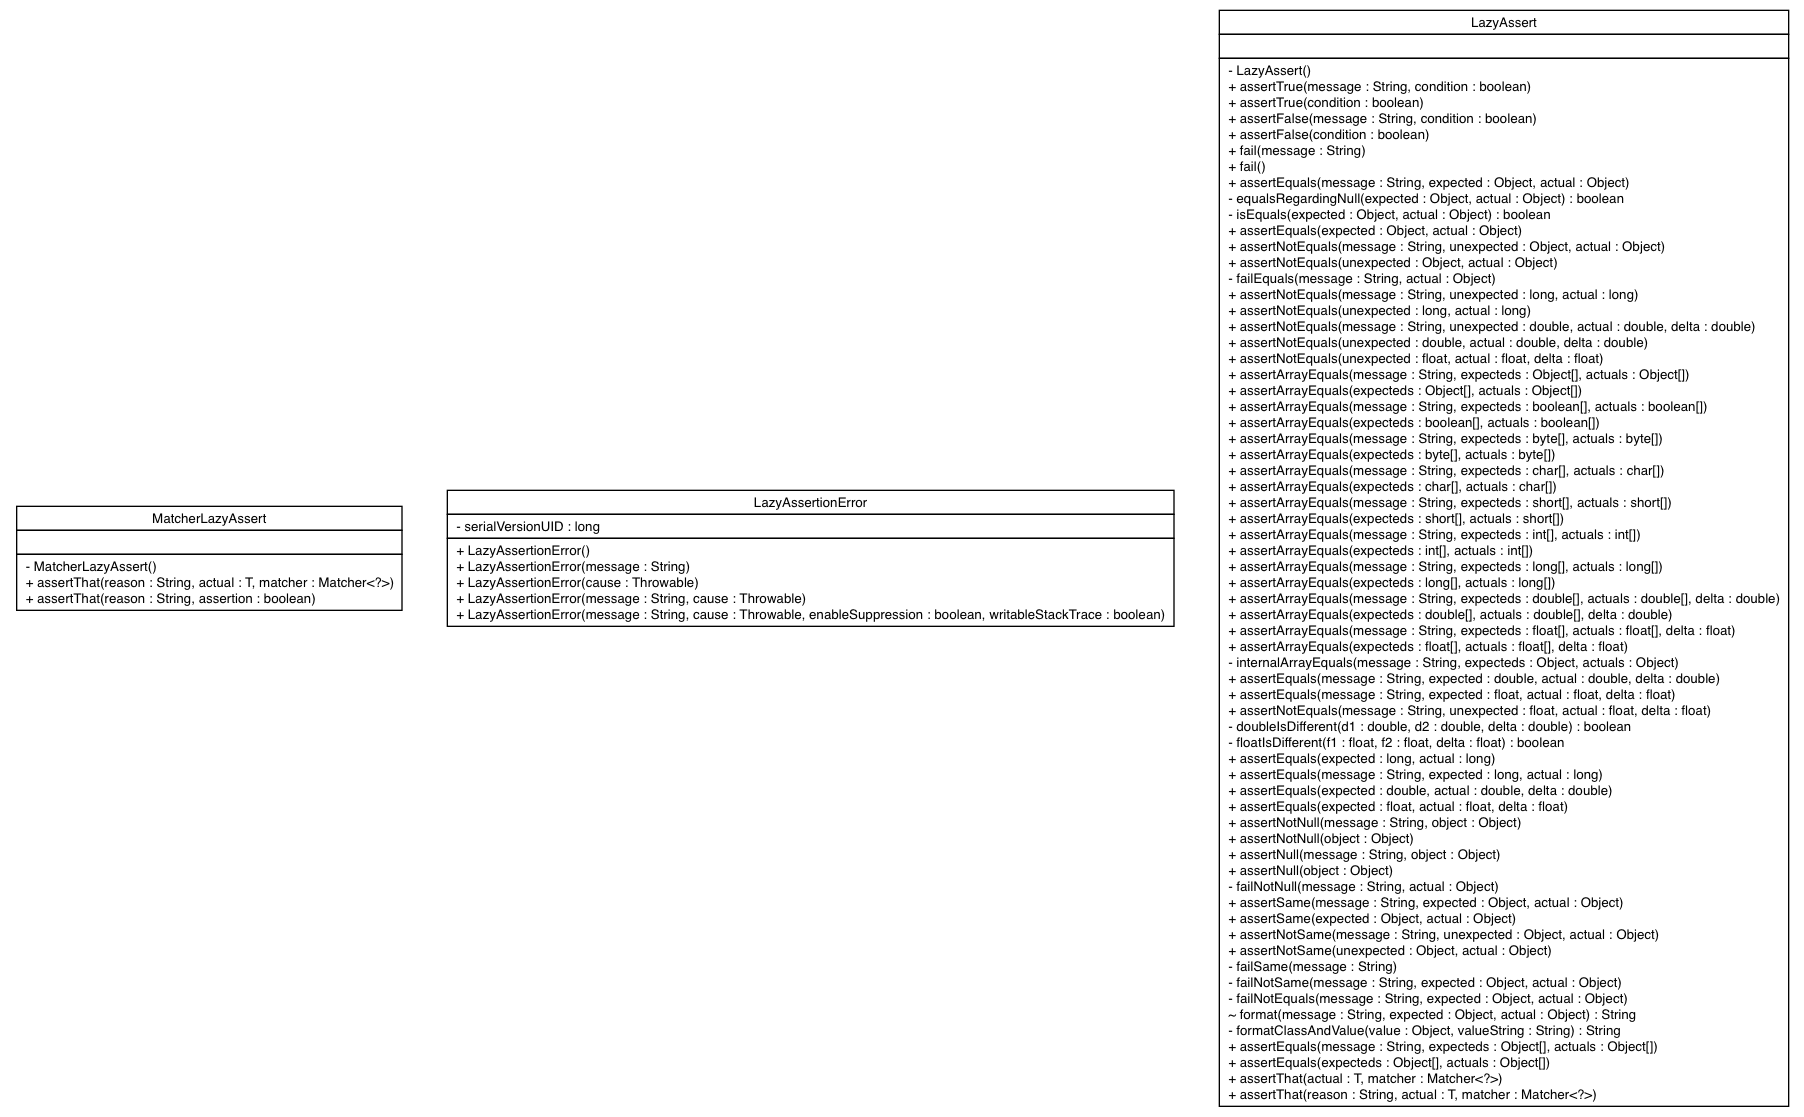 MatcherLazyAssert
- MatcherLazyAssert()
+ assertThat(reason : String, actual : T, matcher : Matcher<?>)
+ assertThat(reason : String, assertion : boolean)
LazyAssertionError
- serialVersionUID : long
+ LazyAssertionError()
+ LazyAssertionError(message : String)
+ LazyAssertionError(cause : Throwable)
+ LazyAssertionError(message : String, cause : Throwable)
+ LazyAssertionError(message : String, cause : Throwable, enableSuppression : boolean, writableStackTrace : boolean)
LazyAssert
- LazyAssert()
+ assertTrue(message : String, condition : boolean)
+ assertTrue(condition : boolean)
+ assertFalse(message : String, condition : boolean)
+ assertFalse(condition : boolean)
+ fail(message : String)
+ fail()
+ assertEquals(message : String, expected : Object, actual : Object)
- equalsRegardingNull(expected : Object, actual : Object) : boolean
- isEquals(expected : Object, actual : Object) : boolean
+ assertEquals(expected : Object, actual : Object)
+ assertNotEquals(message : String, unexpected : Object, actual : Object)
+ assertNotEquals(unexpected : Object, actual : Object)
- failEquals(message : String, actual : Object)
+ assertNotEquals(message : String, unexpected : long, actual : long)
+ assertNotEquals(unexpected : long, actual : long)
+ assertNotEquals(message : String, unexpected : double, actual : double, delta : double)
+ assertNotEquals(unexpected : double, actual : double, delta : double)
+ assertNotEquals(unexpected : float, actual : float, delta : float)
+ assertArrayEquals(message : String, expecteds : Object[], actuals : Object[])
+ assertArrayEquals(expecteds : Object[], actuals : Object[])
+ assertArrayEquals(message : String, expecteds : boolean[], actuals : boolean[])
+ assertArrayEquals(expecteds : boolean[], actuals : boolean[])
+ assertArrayEquals(message : String, expecteds : byte[], actuals : byte[])
+ assertArrayEquals(expecteds : byte[], actuals : byte[])
+ assertArrayEquals(message : String, expecteds : char[], actuals : char[])
+ assertArrayEquals(expecteds : char[], actuals : char[])
+ assertArrayEquals(message : String, expecteds : short[], actuals : short[])
+ assertArrayEquals(expecteds : short[], actuals : short[])
+ assertArrayEquals(message : String, expecteds : int[], actuals : int[])
+ assertArrayEquals(expecteds : int[], actuals : int[])
+ assertArrayEquals(message : String, expecteds : long[], actuals : long[])
+ assertArrayEquals(expecteds : long[], actuals : long[])
+ assertArrayEquals(message : String, expecteds : double[], actuals : double[], delta : double)
+ assertArrayEquals(expecteds : double[], actuals : double[], delta : double)
+ assertArrayEquals(message : String, expecteds : float[], actuals : float[], delta : float)
+ assertArrayEquals(expecteds : float[], actuals : float[], delta : float)
- internalArrayEquals(message : String, expecteds : Object, actuals : Object)
+ assertEquals(message : String, expected : double, actual : double, delta : double)
+ assertEquals(message : String, expected : float, actual : float, delta : float)
+ assertNotEquals(message : String, unexpected : float, actual : float, delta : float)
- doubleIsDifferent(d1 : double, d2 : double, delta : double) : boolean
- floatIsDifferent(f1 : float, f2 : float, delta : float) : boolean
+ assertEquals(expected : long, actual : long)
+ assertEquals(message : String, expected : long, actual : long)
+ assertEquals(expected : double, actual : double, delta : double)
+ assertEquals(expected : float, actual : float, delta : float)
+ assertNotNull(message : String, object : Object)
+ assertNotNull(object : Object)
+ assertNull(message : String, object : Object)
+ assertNull(object : Object)
- failNotNull(message : String, actual : Object)
+ assertSame(message : String, expected : Object, actual : Object)
+ assertSame(expected : Object, actual : Object)
+ assertNotSame(message : String, unexpected : Object, actual : Object)
+ assertNotSame(unexpected : Object, actual : Object)
- failSame(message : String)
- failNotSame(message : String, expected : Object, actual : Object)
- failNotEquals(message : String, expected : Object, actual : Object)
~ format(message : String, expected : Object, actual : Object) : String
- formatClassAndValue(value : Object, valueString : String) : String
+ assertEquals(message : String, expecteds : Object[], actuals : Object[])
+ assertEquals(expecteds : Object[], actuals : Object[])
+ assertThat(actual : T, matcher : Matcher<?>)
+ assertThat(reason : String, actual : T, matcher : Matcher<?>)